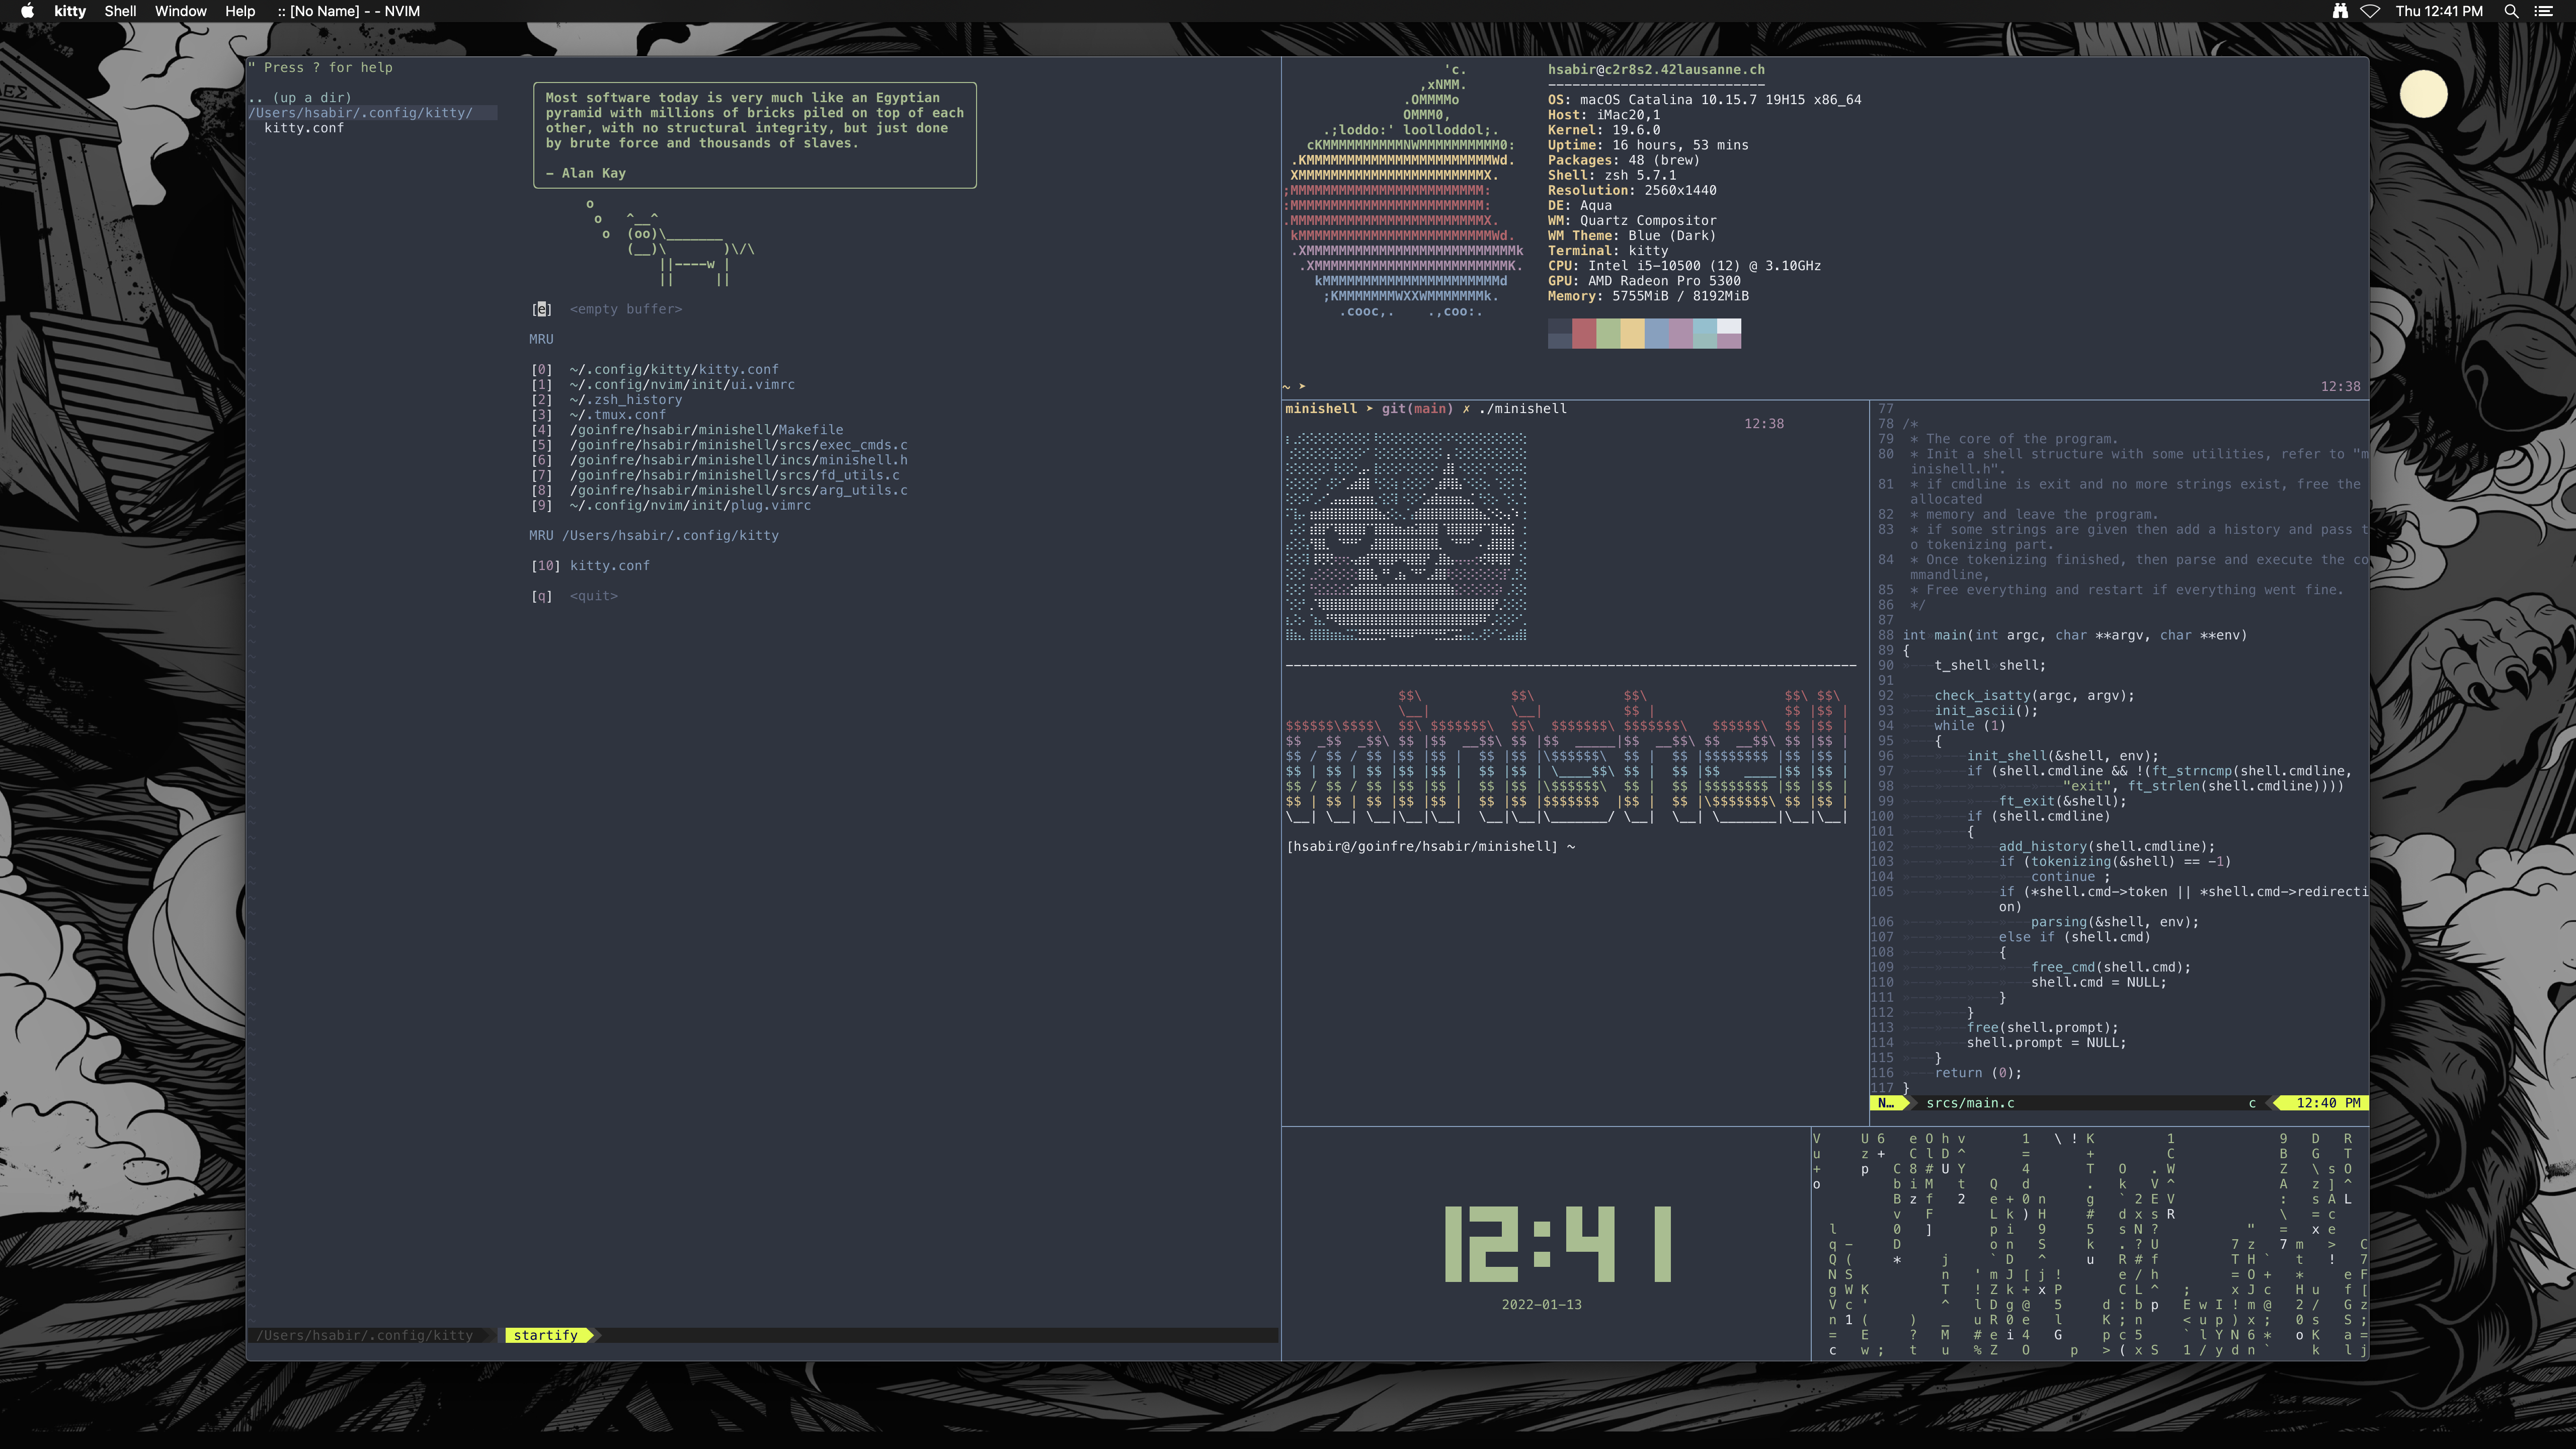 kitty Shell Window Help :: [No Name] - - NVIM
Thu 12:41 PM
" Press ? for help
.. (up a dir)
/Users/hsabir/.config/kitty/
kitty.conf
Most software today is very much like an Egyptian
pyramid with millions of bricks piled on top of each
other, with no structural integrity, but just done
by brute force and thousands of slaves.
− Alan Kay
[e] <empty buffer>
MRU
[0] ~/.config/kitty/kitty.conf
[1] ~/.config/nvim/init/ui.vimrc
[2] ~/.zsh_history
[3] ~/.tmux.conf
[4] /goinfre/hsabir/minishell/Makefile
[5] /goinfre/hsabir/minishell/srcs/exec_cmds.c
[6] /goinfre/hsabir/minishell/incs/minishell.h
[7] /goinfre/hsabir/minishell/srcs/fd_utils.c
[8] /goinfre/hsabir/minishell/srcs/arg_utils.c
[9] ~/.config/nvim/init/plug.vimrc
MRU /Users/hsabir/.config/kitty
[10] kitty.conf
[q] <quit>
/Users/hsabir/.config/kitty startify
hsabir@c2r8s2.42lausanne.ch
---------------------------
OS: macOS Catalina 10.15.7 19H15 x86_64
Host: iMac20,1
Kernel: 19.6.0
Uptime: 16 hours, 53 mins
Packages: 48 (brew)
Shell: zsh 5.7.1
Resolution: 2560x1440
DE: Aqua
WM: Quartz Compositor
WM Theme: Blue (Dark)
Terminal: kitty
CPU: Intel i5-10500 (12) @ 3.10GHz
GPU: AMD Radeon Pro 5300
Memory: 5755MiB / 8192MiB
~ ➤ 12:38
minishell ➤ git(main) ✗ ./minishell
12:38
minishell
[hsabir@/goinfre/hsabir/minishell] ~
77
78 /*
79 * The core of the program.
80 * Init a shell structure with some utilities, refer to "m
inishell.h".
81 * if cmdline is exit and no more strings exist, free the
allocated
82 * memory and leave the program.
83 * if some strings are given then add a history and pass t
o tokenizing part.
84 * Once tokenizing finished, then parse and execute the co
mmandline,
85 * Free everything and restart if everything went fine.
86 */
87
88 int main(int argc, char **argv, char **env)
89 {
90 t_shell shell;
91
92 check_isatty(argc, argv);
93 init_ascii();
94 while (1)
95 {
96 init_shell(&shell, env);
97 if (shell.cmdline && !(ft_strncmp(shell.cmdline,
98 "exit", ft_strlen(shell.cmdline))))
99 ft_exit(&shell);
100 if (shell.cmdline)
101 {
102 add_history(shell.cmdline);
103 if (tokenizing(&shell) == -1)
104 continue ;
105 if (*shell.cmd->token || *shell.cmd->redirecti
on)
106 parsing(&shell, env);
107 else if (shell.cmd)
108 {
109 free_cmd(shell.cmd);
110 shell.cmd = NULL;
111 }
112 }
113 free(shell.prompt);
114 shell.prompt = NULL;
115 }
116 return (0);
117 }
N… srcs/main.c c 12:40 PM
12:41
2022-01-13